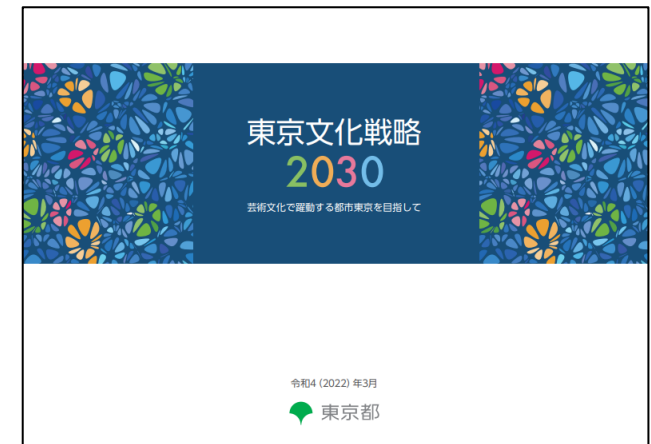 東京文化戦略
2030
芸術文化で躍動する都市東京を目指して
令和4 (2022) 年3月
東京都